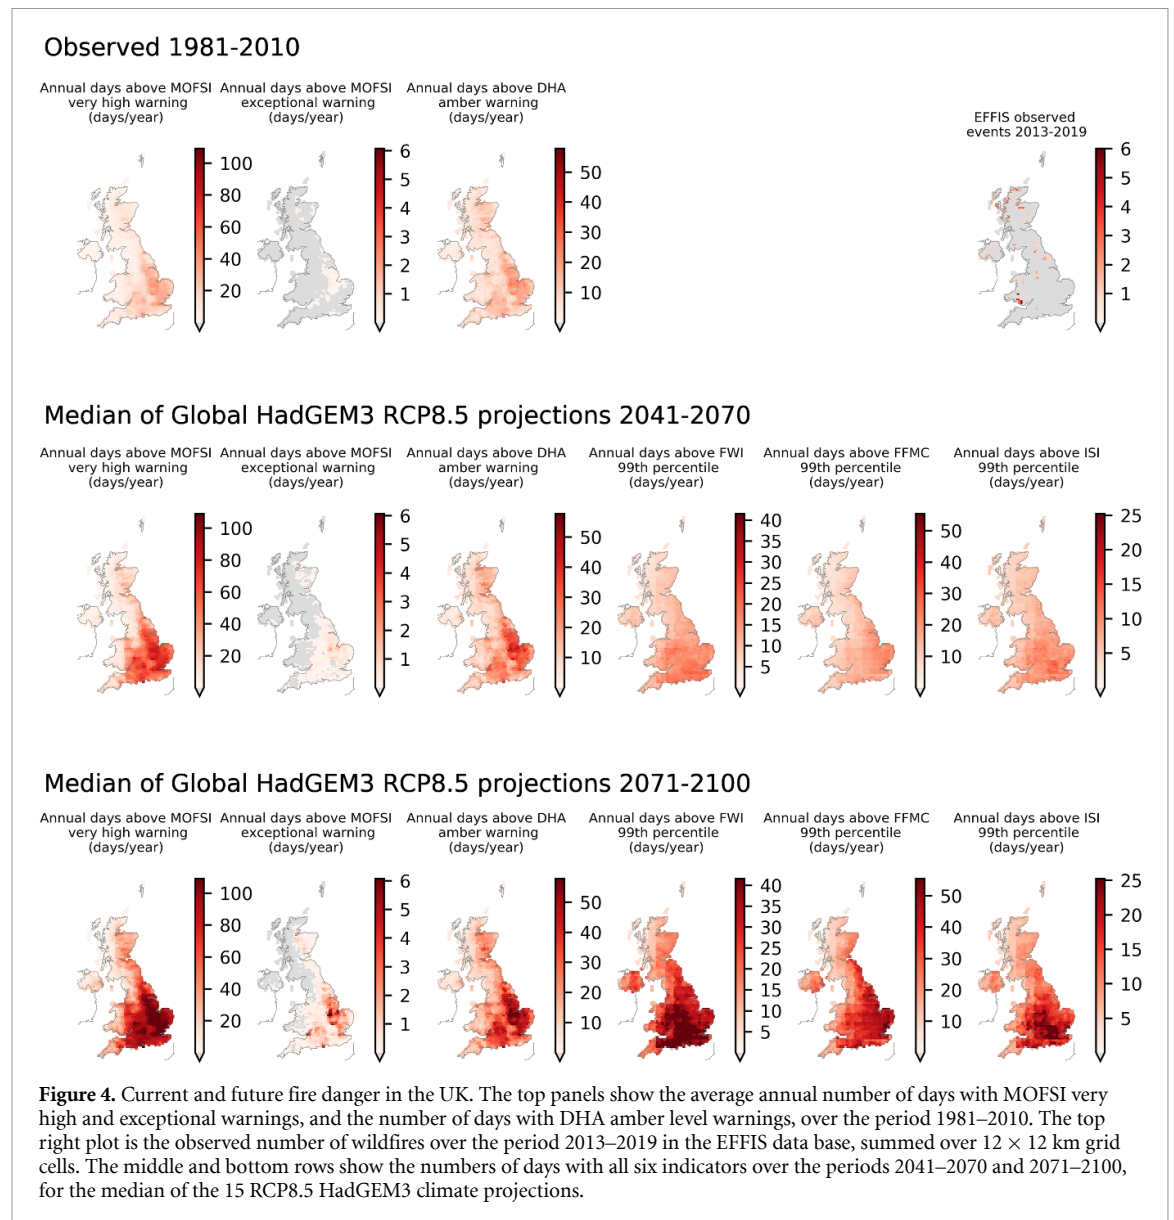 Observed 1981-2010
Annual days above MOFSI
very high warning
(days/year)
100
80
60
40
20
Annual days above MOFSI
exceptional warning
(days/year)
6
5
4
3
2
1
Annual days above DHA
amber warning
(days/year)
50
40
30
20
10
EFFIS observed
events 2013-2019
6
5
4
3
2
1
Median of Global HadGEM3 RCP8.5 projections 2041-2070
Annual days above MOFSI
very high warning
(days/year)
100
80
60
40
20
Annual days above MOFSI
exceptional warning
(days/year)
6
5
4
3
2
1
Annual days above DHA
amber warning
(days/year)
50
40
30
20
10
Annual days above FWI
99th percentile
(days/year)
40
35
30
25
20
15
10
5
Annual days above FFMC
99th percentile
(days/year)
50
40
30
20
10
Annual days above ISI
99th percentile
(days/year)
25
20
15
10
5
Median of Global HadGEM3 RCP8.5 projections 2071-2100
Annual days above MOFSI
very high warning
(days/year)
100
80
60
40
20
Annual days above MOFSI
exceptional warning
(days/year)
6
5
4
3
2
1
Annual days above DHA
amber warning
(days/year)
50
40
30
20
10
Annual days above FWI
99th percentile
(days/year)
40
35
30
25
20
15
10
5
Annual days above FFMC
99th percentile
(days/year)
50
40
30
20
10
Annual days above ISI
99th percentile
(days/year)
25
20
15
10
5
Figure 4. Current and future fire danger in the UK. The top panels show the average annual number of days with MOFSI very
high and exceptional warnings, and the number of days with DHA amber level warnings, over the period 1981–2010. The top
right plot is the observed number of wildfires over the period 2013–2019 in the EFFIS data base, summed over 12 × 12 km grid
cells. The middle and bottom rows show the numbers of days with all six indicators over the periods 2041–2070 and 2071–2100,
for the median of the 15 RCP8.5 HadGEM3 climate projections.